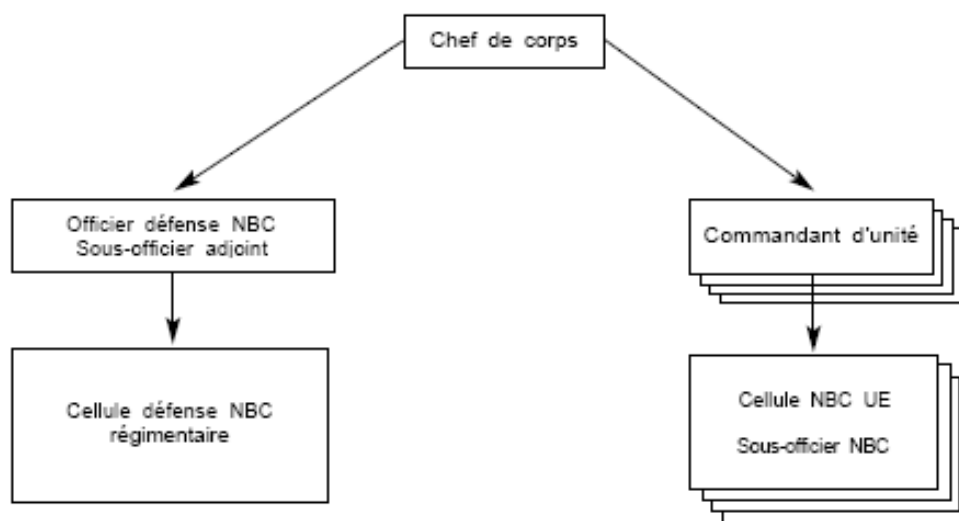 Chef de corps
Officier défense NBC
Sous-officier adjoint
Commandant d'unité
Cellule défense NBC
régimentaire
Cellule NBC UE
Sous-officier NBC